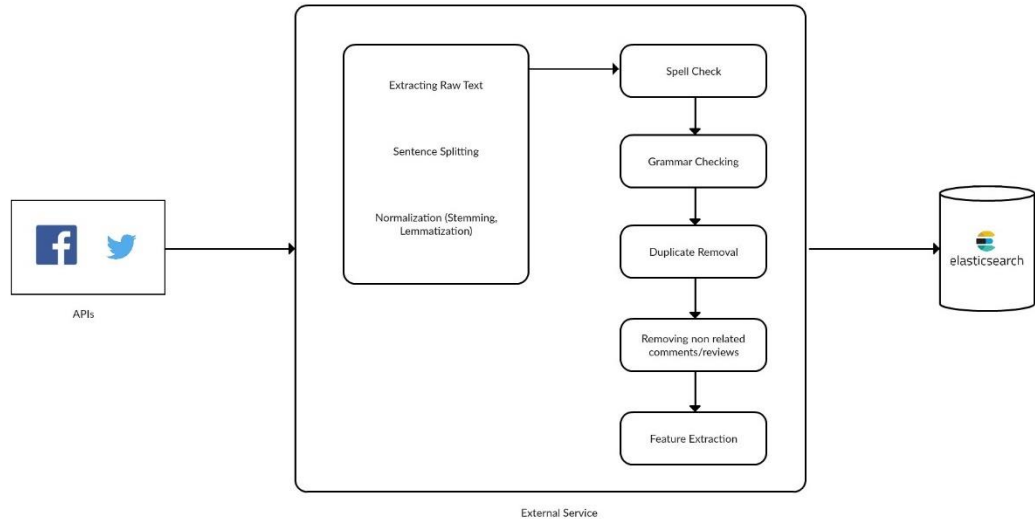 Extracting Raw Text
Sentence Splitting
Normalization (Stemming,
Lemmatization)
Spell Check
Grammar Checking
Duplicate Removal
Removing non related
comments/reviews
Feature Extraction
APIs
elasticsearch
External Service